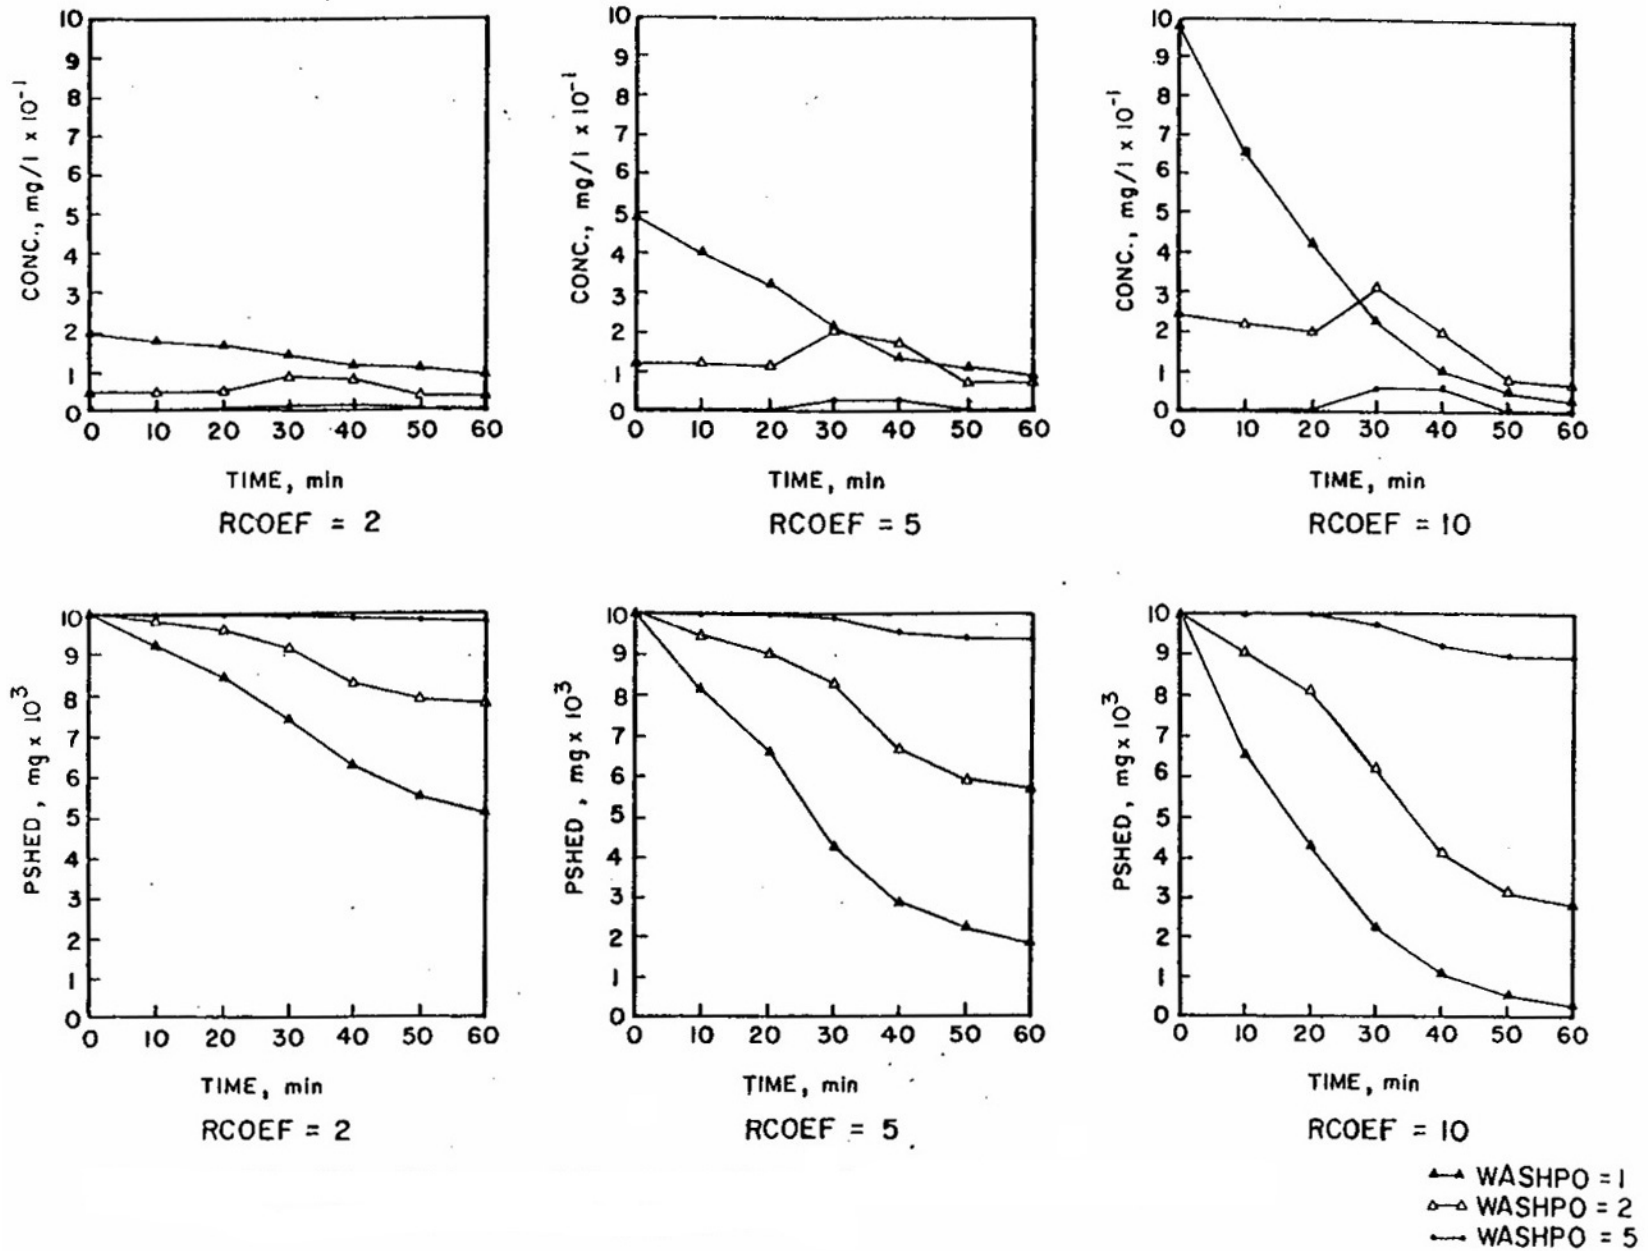 CONC., mg/l x 10⁻¹
10
9
8
7
6
5
4
3
2
1
0
0 10 20 30 40 50 60
TIME, min
RCOEF = 2
CONC., mg/l x 10⁻¹
10
9
8
7
6
5
4
3
2
1
0
0 10 20 30 40 50 60
TIME, min
RCOEF = 5
CONC., mg/l x 10⁻¹
10
9
8
7
6
5
4
3
2
1
0
0 10 20 30 40 50 60
TIME, min
RCOEF = 10
PSHED, mg x 10³
10
9
8
7
6
5
4
3
2
1
0
0 10 20 30 40 50 60
TIME, min
RCOEF = 2
PSHED, mg x 10³
10
9
8
7
6
5
4
3
2
1
0
0 10 20 30 40 50 60
TIME, min
RCOEF = 5
PSHED, mg x 10³
10
9
8
7
6
5
4
3
2
1
0
0 10 20 30 40 50 60
TIME, min
RCOEF = 10
WASHPO = 1
WASHPO = 2
WASHPO = 5